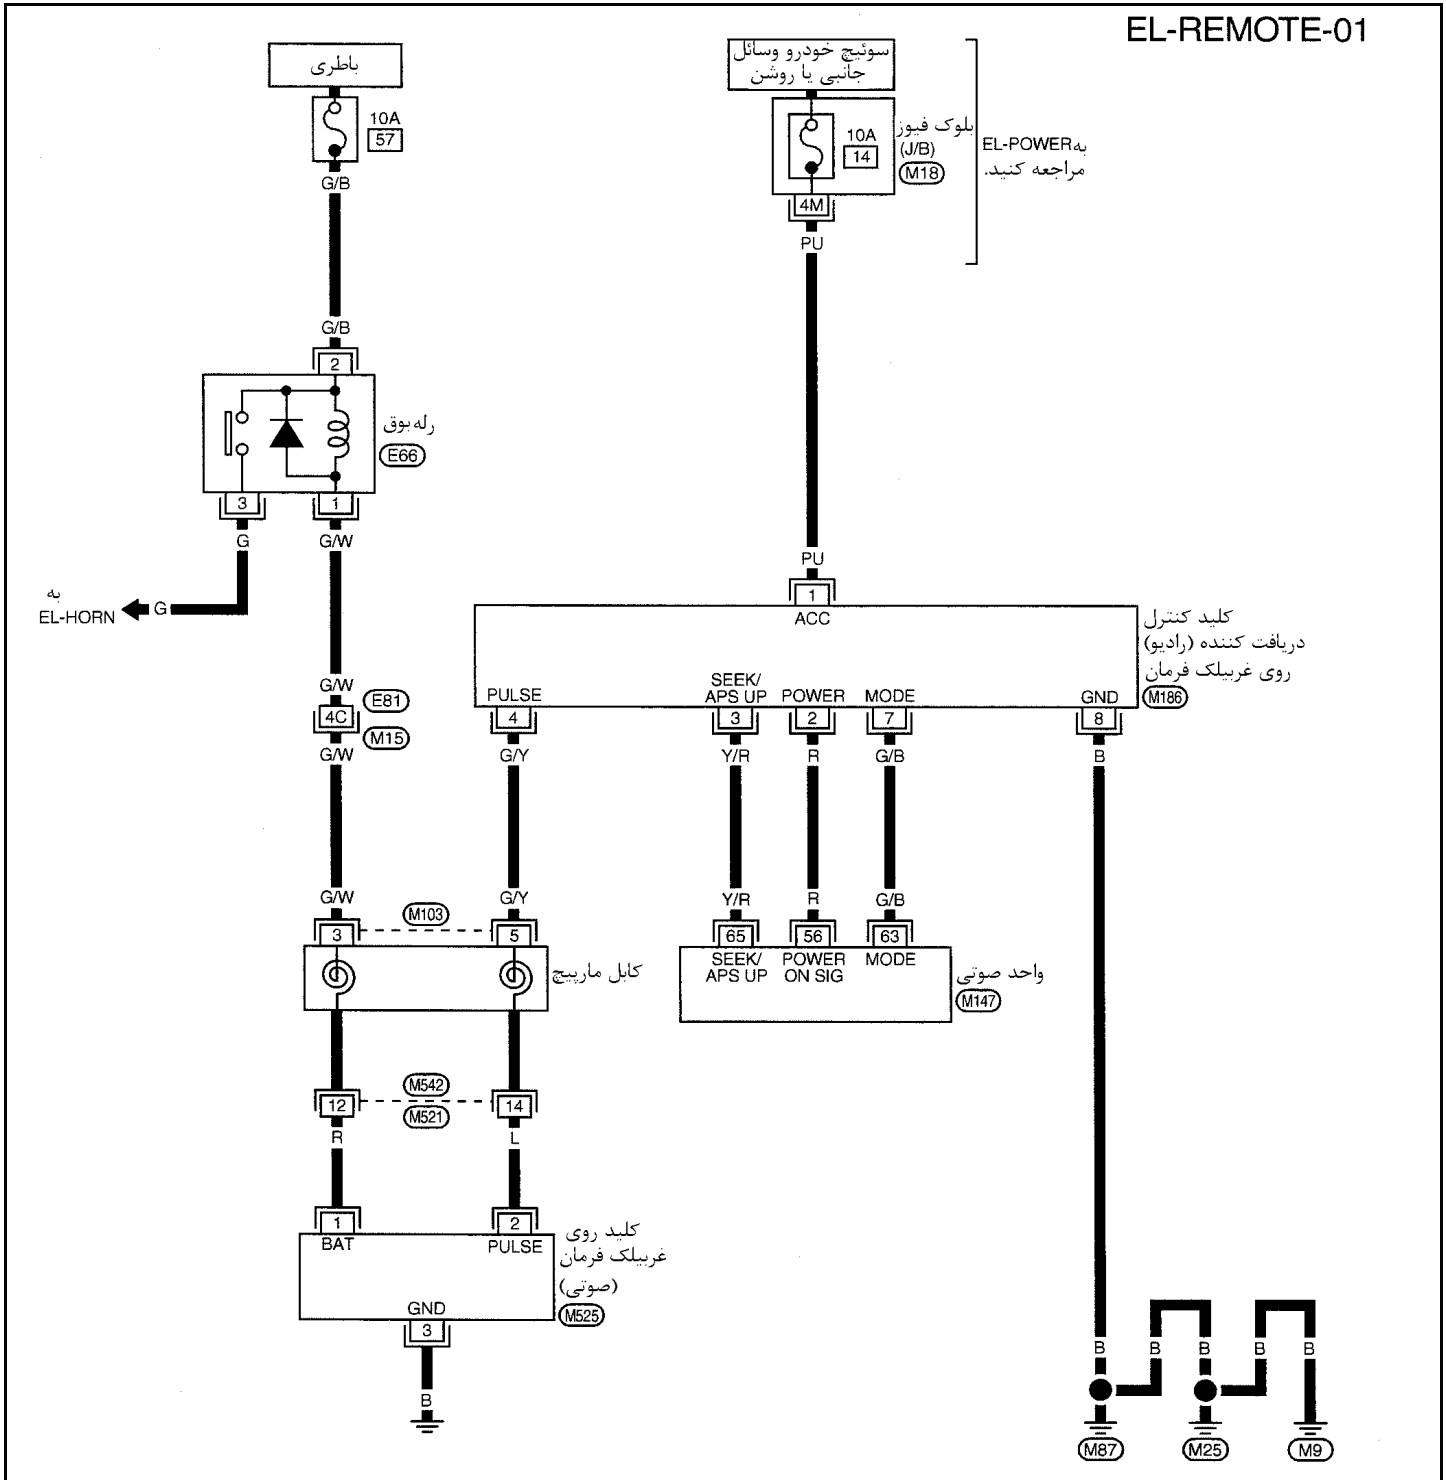 EL-REMOTE-01
باطری
10A
57
G/B
G/B
2
رله بوق
E66
3
1
G
G/W
به
EL-HORN
G
G/W
E81
4C
M15
G/W
G/W
M103
3
5
کابل مارپیچ
M542
12
14
M521
R
L
1
2
BAT
PULSE
کلید روی
غربیلک فرمان
(صوتی)
M525
GND
3
B
سوئیچ خودرو وسائل
جانبی یا روشن
10A
14
بلوک فیوز
(J/B)
M18
به EL-POWER
مراجعه کنید.
4M
PU
PU
1
ACC
کلید کنترل
دریافت کننده (رادیو)
روی غربیلک فرمان
M186
PULSE
SEEK/
APS UP
POWER
MODE
GND
4
3
2
7
8
G/Y
Y/R
R
G/B
B
G/Y
Y/R
R
G/B
65
56
63
SEEK/
APS UP
POWER
ON SIG
MODE
واحد صوتی
M147
B
B
B
B
B
M87
M25
M9